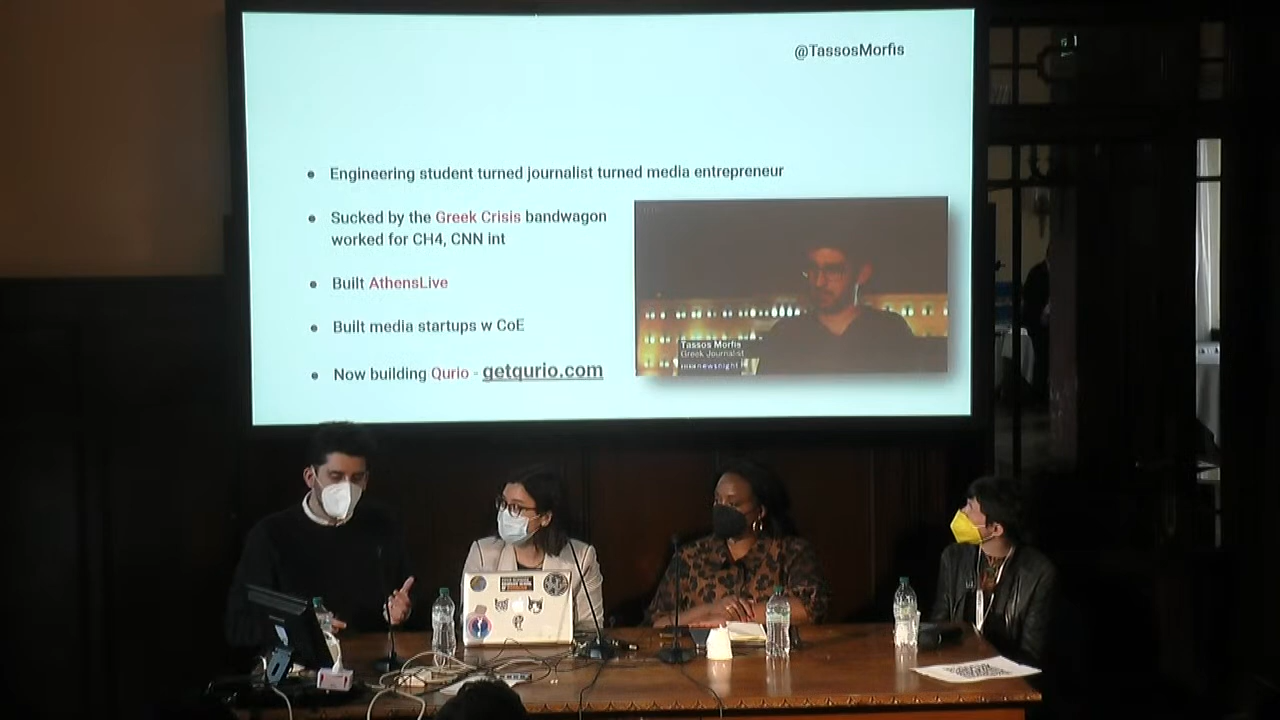 @TassosMorfis
• Engineering student turned journalist turned media entrepreneur
• Sucked by the Greek Crisis bandwagon
worked for CH4, CNN int
• Built AthensLive
• Built media startups w CoE
• Now building Qurio - getqurio.com
Tassos Morfis
Greek Journalist
newsnight